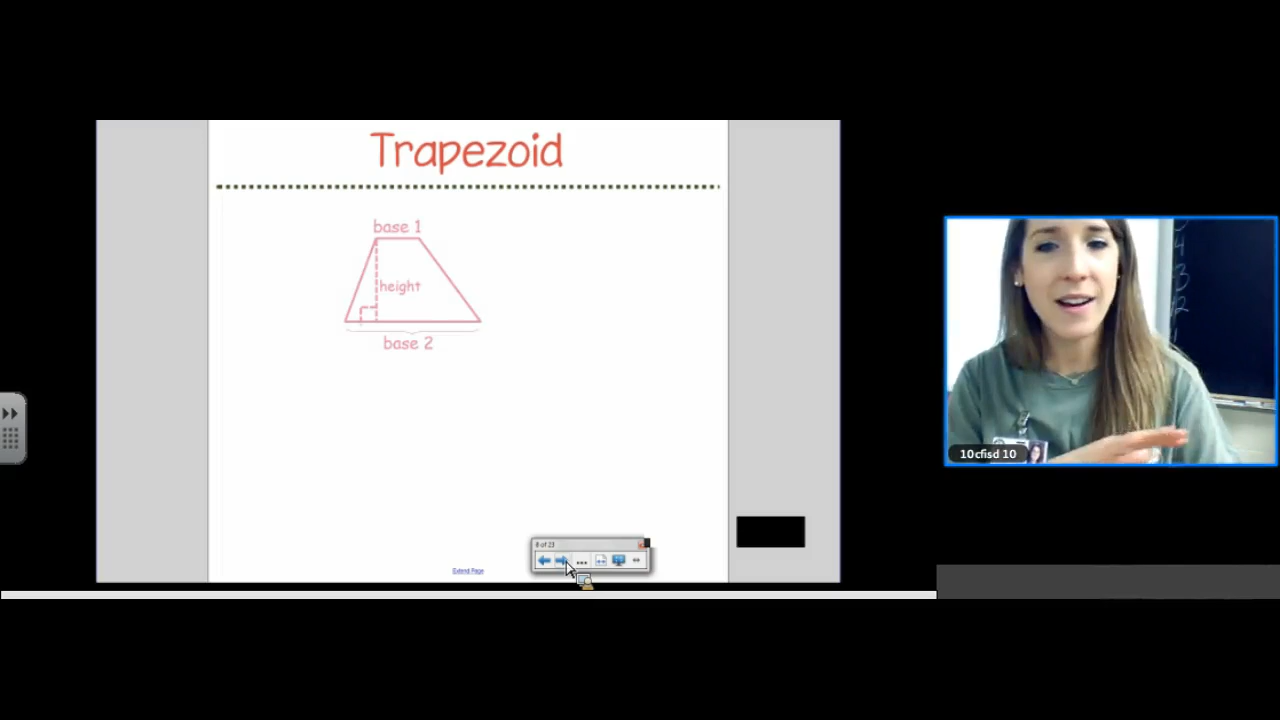 Trapezoid
base 1
height
base 2
8 of 23
Extend Page
10cfisd 10